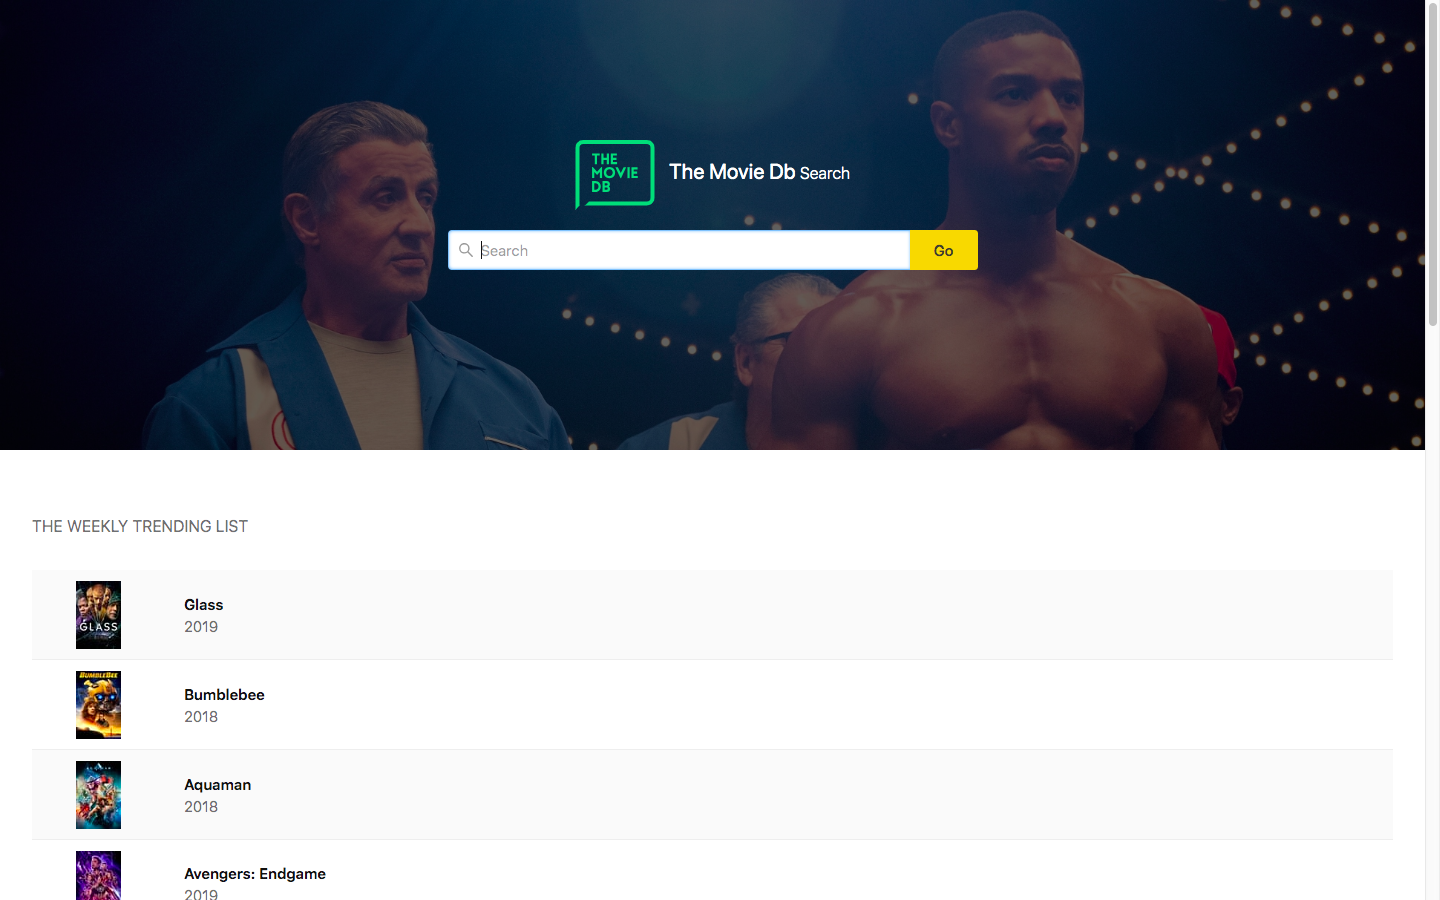 THE
MOVIE
DB
The Movie Db Search
Search
Go
THE WEEKLY TRENDING LIST
GLASS
Glass
2019
BUMBLEBEE
Bumblebee
2018
Aquaman
2018
Avengers: Endgame
2019